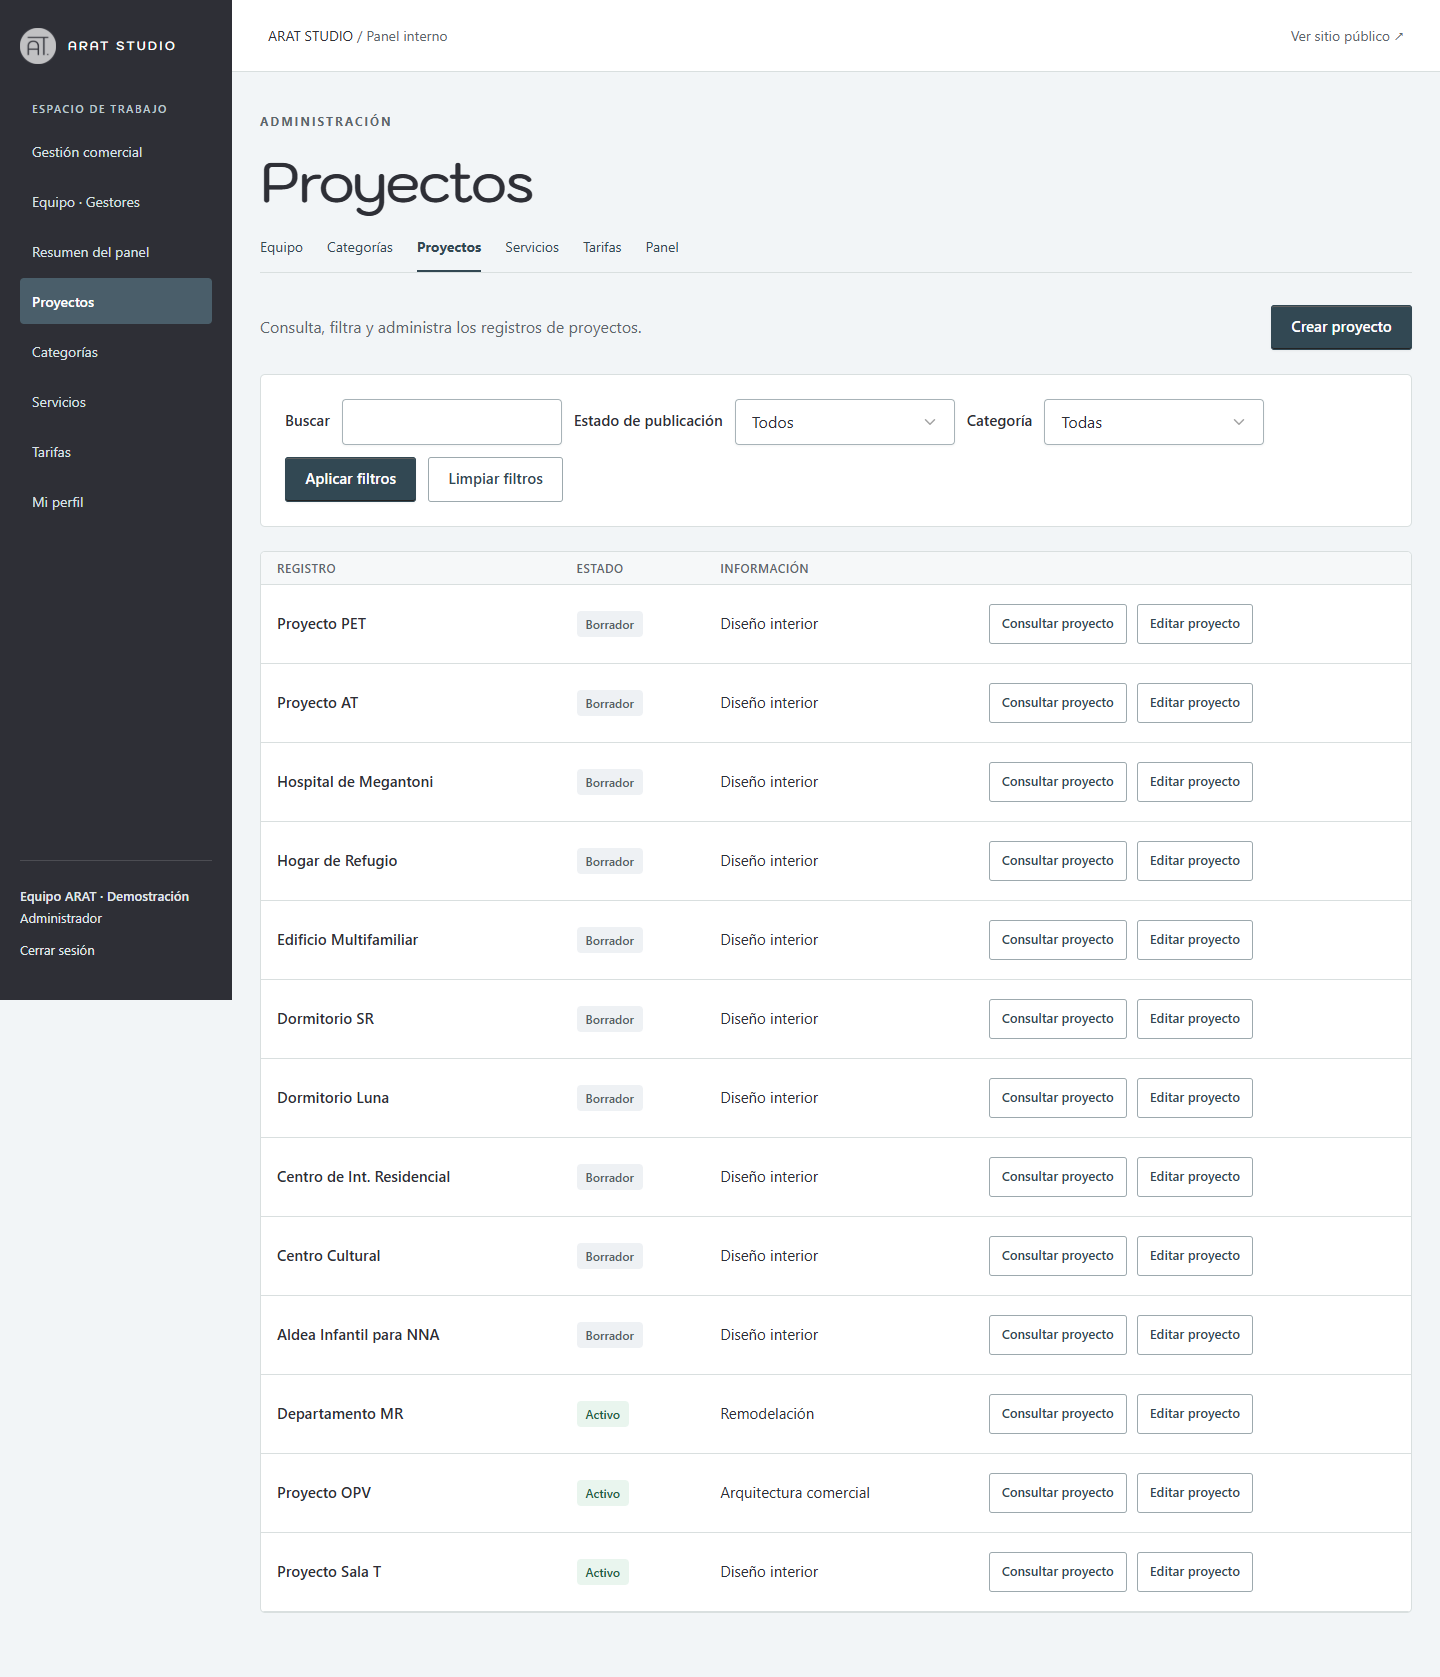 AT.
ARAT STUDIO
ESPACIO DE TRABAJO
Gestión comercial
Equipo · Gestores
Resumen del panel
Proyectos
Categorías
Servicios
Tarifas
Mi perfil
Equipo ARAT · Demostración
Administrador
Cerrar sesión
ARAT STUDIO / Panel interno
Ver sitio público ↗
ADMINISTRACIÓN
Proyectos
Equipo Categorías Proyectos Servicios Tarifas Panel
Consulta, filtra y administra los registros de proyectos.
Crear proyecto
Buscar Estado de publicación Todos Categoría Todas
Aplicar filtros Limpiar filtros
REGISTRO ESTADO INFORMACIÓN
Proyecto PET Borrador Diseño interior Consultar proyecto Editar proyecto
Proyecto AT Borrador Diseño interior Consultar proyecto Editar proyecto
Hospital de Megantoni Borrador Diseño interior Consultar proyecto Editar proyecto
Hogar de Refugio Borrador Diseño interior Consultar proyecto Editar proyecto
Edificio Multifamiliar Borrador Diseño interior Consultar proyecto Editar proyecto
Dormitorio SR Borrador Diseño interior Consultar proyecto Editar proyecto
Dormitorio Luna Borrador Diseño interior Consultar proyecto Editar proyecto
Centro de Int. Residencial Borrador Diseño interior Consultar proyecto Editar proyecto
Centro Cultural Borrador Diseño interior Consultar proyecto Editar proyecto
Aldea Infantil para NNA Borrador Diseño interior Consultar proyecto Editar proyecto
Departamento MR Activo Remodelación Consultar proyecto Editar proyecto
Proyecto OPV Activo Arquitectura comercial Consultar proyecto Editar proyecto
Proyecto Sala T Activo Diseño interior Consultar proyecto Editar proyecto